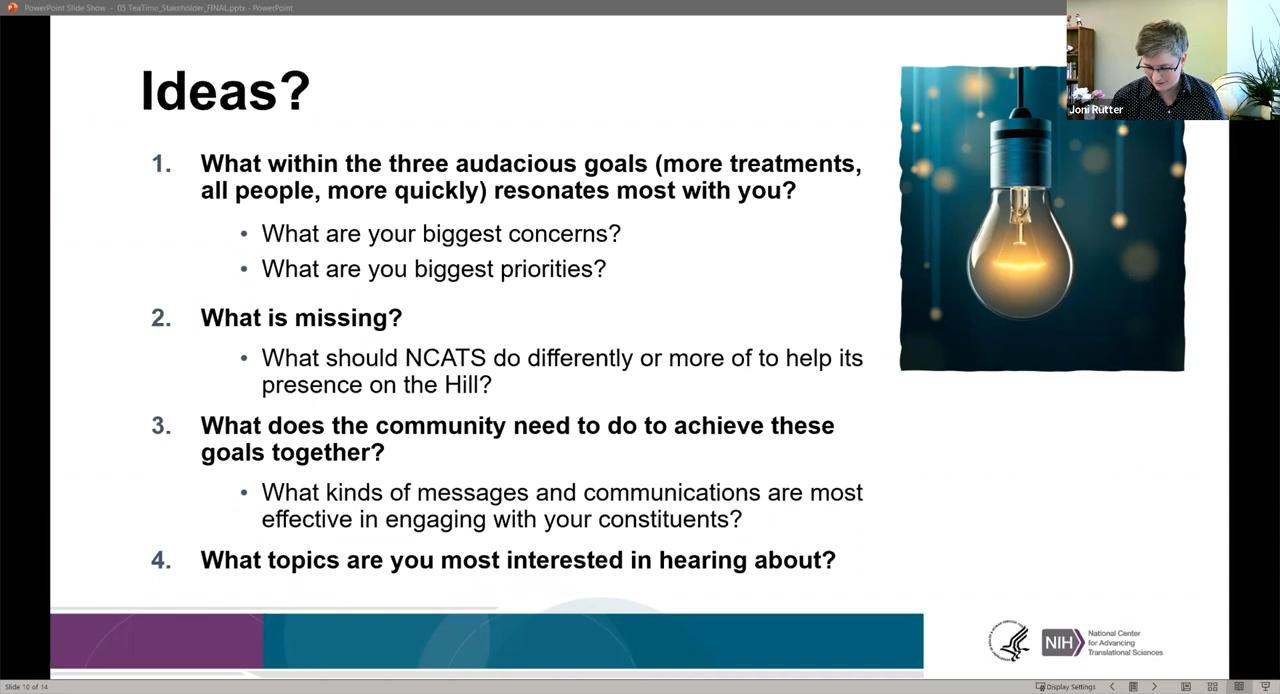 PowerPoint Slide Show - 05 TeaTime_Stakeholder_FINAL.pptx - PowerPoint
Joni Rutter
Ideas?
1. What within the three audacious goals (more treatments,
all people, more quickly) resonates most with you?
• What are your biggest concerns?
• What are you biggest priorities?
2. What is missing?
• What should NCATS do differently or more of to help its
presence on the Hill?
3. What does the community need to do to achieve these
goals together?
• What kinds of messages and communications are most
effective in engaging with your constituents?
4. What topics are you most interested in hearing about?
NIH
National Center
for Advancing
Translational Sciences
Slide 10 of 14
Display Settings